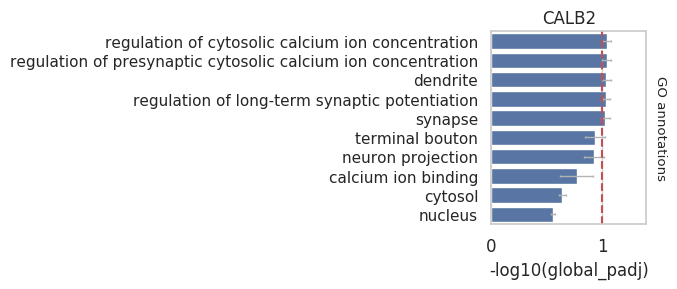 CALB2
regulation of cytosolic calcium ion concentration
regulation of presynaptic cytosolic calcium ion concentration
dendrite
regulation of long-term synaptic potentiation
synapse
terminal bouton
neuron projection
calcium ion binding
cytosol
nucleus
GO annotations
0 1
-log10(global_padj)